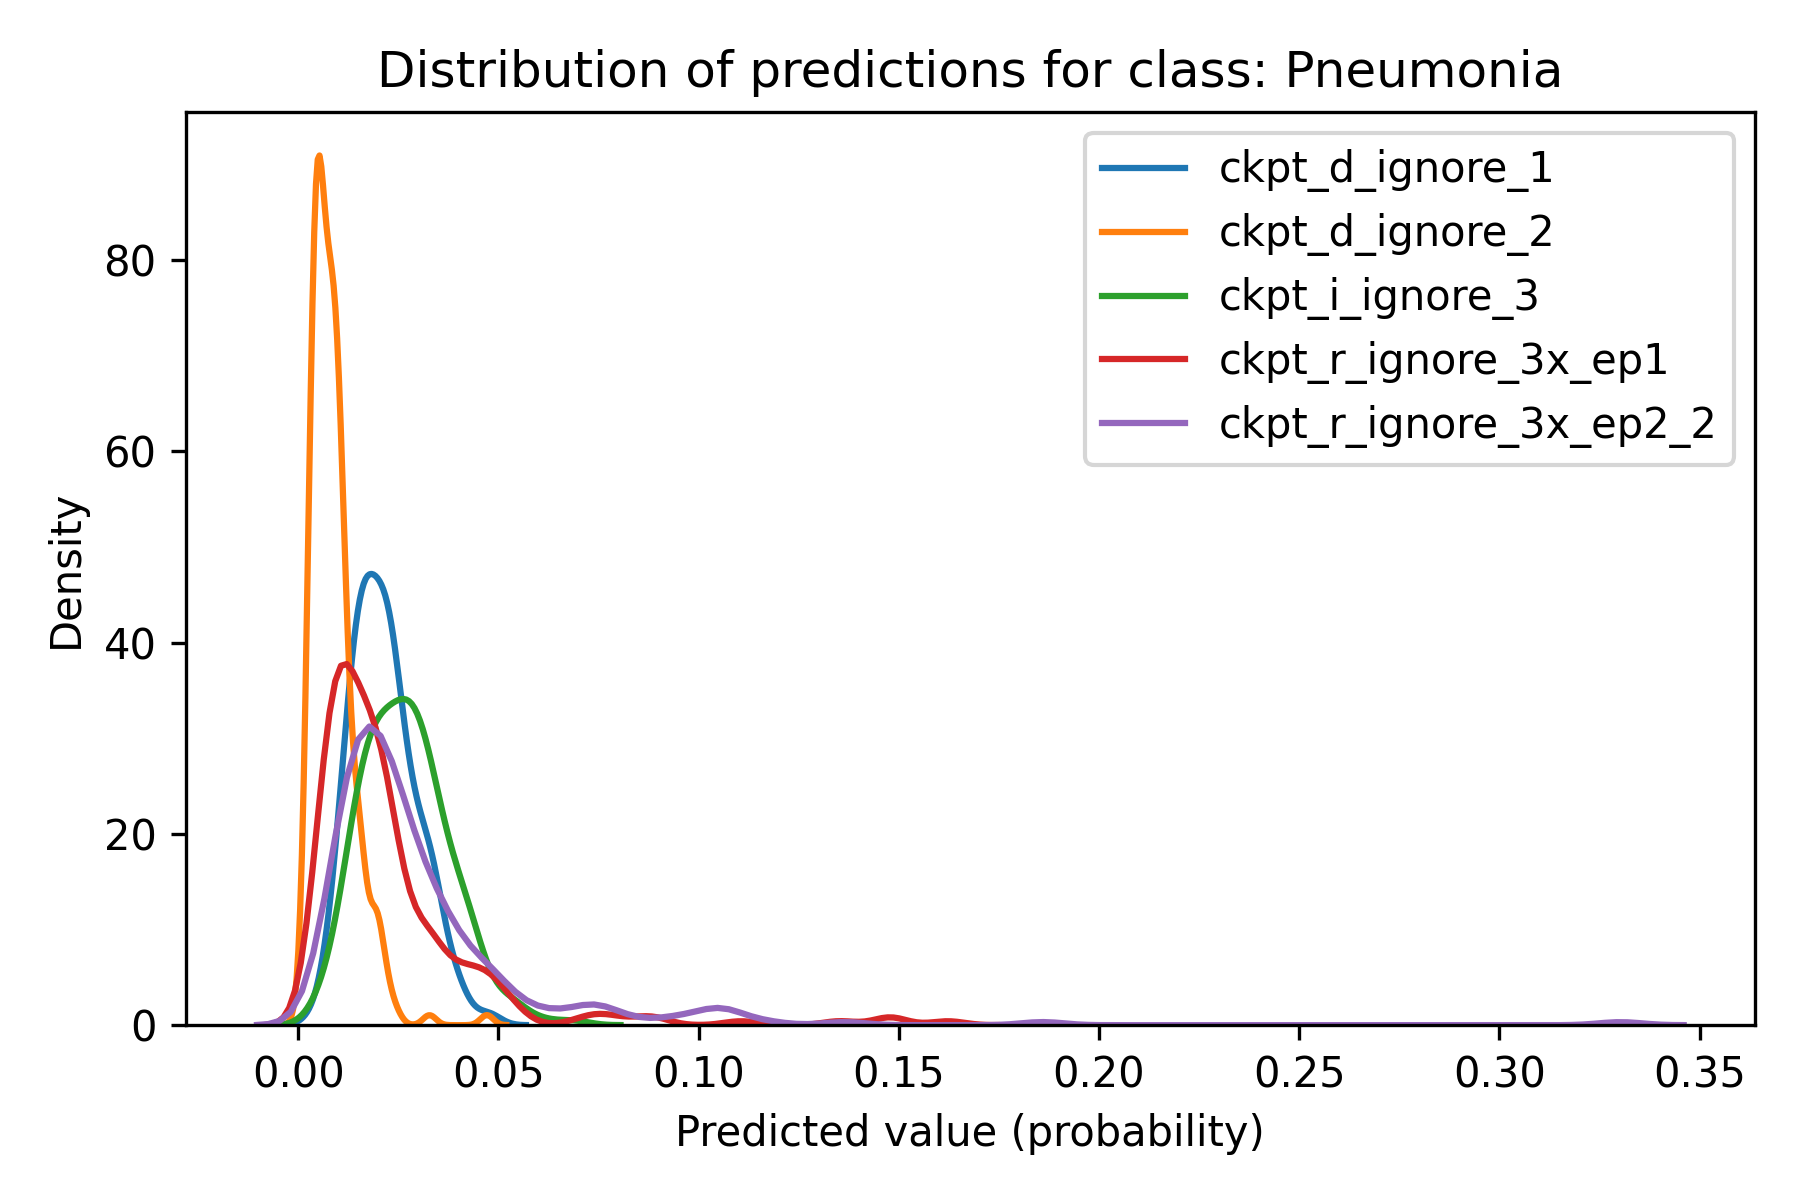 Distribution of predictions for class: Pneumonia
ckpt_d_ignore_1
ckpt_d_ignore_2
ckpt_i_ignore_3
ckpt_r_ignore_3x_ep1
ckpt_r_ignore_3x_ep2_2
Density
80
60
40
20
0
0.00 0.05 0.10 0.15 0.20 0.25 0.30 0.35
Predicted value (probability)